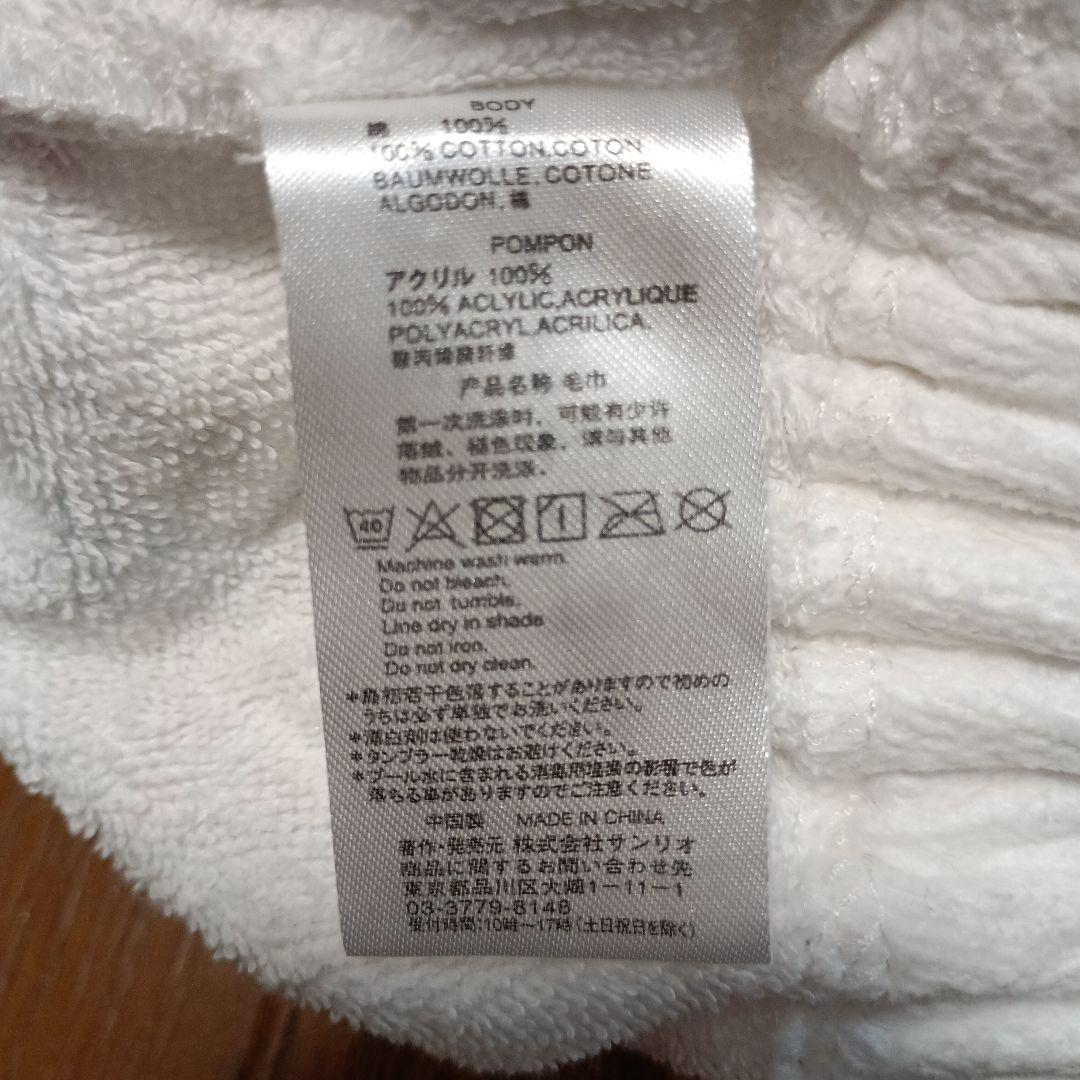 BODY
綿 100%
100% COTTON.COTON
BAUMWOLLE.COTONE
ALGODON.棉
POMPON
アクリル 100%
100% ACLYLIC.ACRYLIQUE
POLYACRYL.ACRILICA.
产品名称 毛巾
第一次洗涤时，可能有少许
落绒、褪色现象，请与其他
物品分开洗涤．
40
Machine wash warm.
Do not bleach.
Do not tumble.
Line dry in shade
Do not iron.
Do not dry clean.
*最初若干色落することがありますので初めの
うちは必ず単独でお洗いください。
*漂白剤は使わないでください。
*タンブラー乾燥はお避けください。
*プール水に含まれる消毒用塩素の影響で色が
落ちる事がありますのでご注意ください。
中国製 MADE IN CHINA
著作・発売元 株式会社サンリオ
商品に関するお問い合わせ先
東京都品川区大崎1-11-1
03-3779-8148
受付時間:10時～17時(土日祝日を除く)